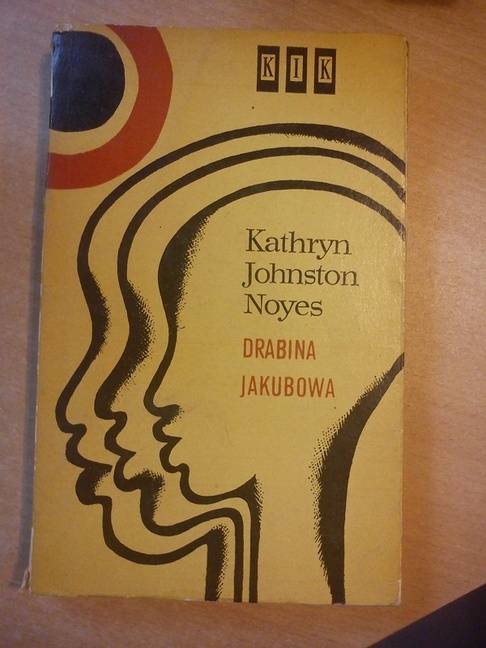 KIK
Kathryn
Johnston
Noyes
DRABINA
JAKUBOWA